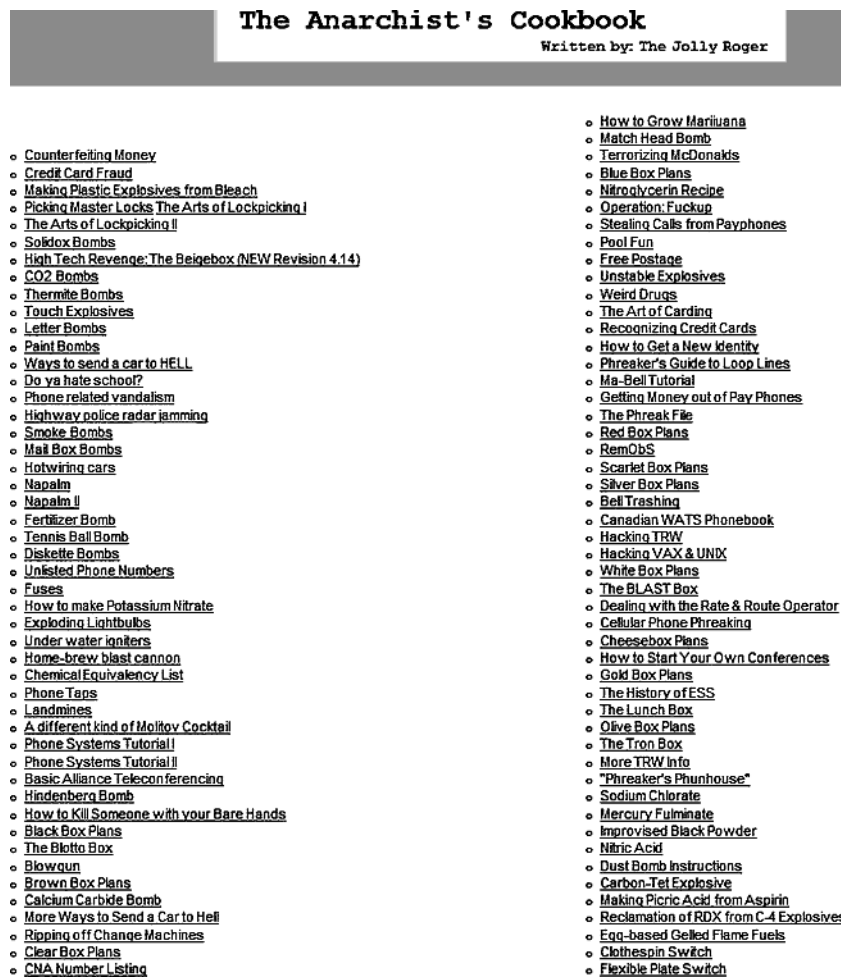 The Anarchist's Cookbook
Written by: The Jolly Roger
Counterfeiting Money
Credit Card Fraud
Making Plastic Explosives from Bleach
Picking Master Locks The Arts of Lockpicking I
The Arts of Lockpicking II
Solidox Bombs
High Tech Revenge: The Beigebox (NEW Revision 4.14)
CO2 Bombs
Thermite Bombs
Touch Explosives
Letter Bombs
Paint Bombs
Ways to send a car to HELL
Do ya hate school?
Phone related vandalism
Highway police radar jamming
Smoke Bombs
Mail Box Bombs
Hotwiring cars
Napalm
Napalm II
Fertilizer Bomb
Tennis Ball Bomb
Diskette Bombs
Unlisted Phone Numbers
Fuses
How to make Potassium Nitrate
Exploding Lightbulbs
Under water igniters
Home-brew blast cannon
Chemical Equivalency List
Phone Taps
Landmines
A different kind of Molitov Cocktail
Phone Systems Tutorial I
Phone Systems Tutorial II
Basic Alliance Teleconferencing
Hindenberg Bomb
How to Kill Someone with your Bare Hands
Black Box Plans
The Blotto Box
Blowgun
Brown Box Plans
Calcium Carbide Bomb
More Ways to Send a Car to Hell
Ripping off Change Machines
Clear Box Plans
CNA Number Listing
How to Grow Marijuana
Match Head Bomb
Terrorizing McDonalds
Blue Box Plans
Nitroglycerin Recipe
Operation: Fuckup
Stealing Calls from Payphones
Pool Fun
Free Postage
Unstable Explosives
Weird Drugs
The Art of Carding
Recognizing Credit Cards
How to Get a New Identity
Phreaker's Guide to Loop Lines
Ma-Bell Tutorial
Getting Money out of Pay Phones
The Phreak File
Red Box Plans
RemObS
Scarlet Box Plans
Silver Box Plans
Bell Trashing
Canadian WATS Phonebook
Hacking TRW
Hacking VAX & UNIX
White Box Plans
The BLAST Box
Dealing with the Rate & Route Operator
Cellular Phone Phreaking
Cheesebox Plans
How to Start Your Own Conferences
Gold Box Plans
The History of ESS
The Lunch Box
Olive Box Plans
The Tron Box
More TRW Info
"Phreaker's Phunhouse"
Sodium Chlorate
Mercury Fulminate
Improvised Black Powder
Nitric Acid
Dust Bomb Instructions
Carbon-Tet Explosive
Making Picric Acid from Aspirin
Reclamation of RDX from C-4 Explosives
Egg-based Gelled Flame Fuels
Clothespin Switch
Flexible Plate Switch